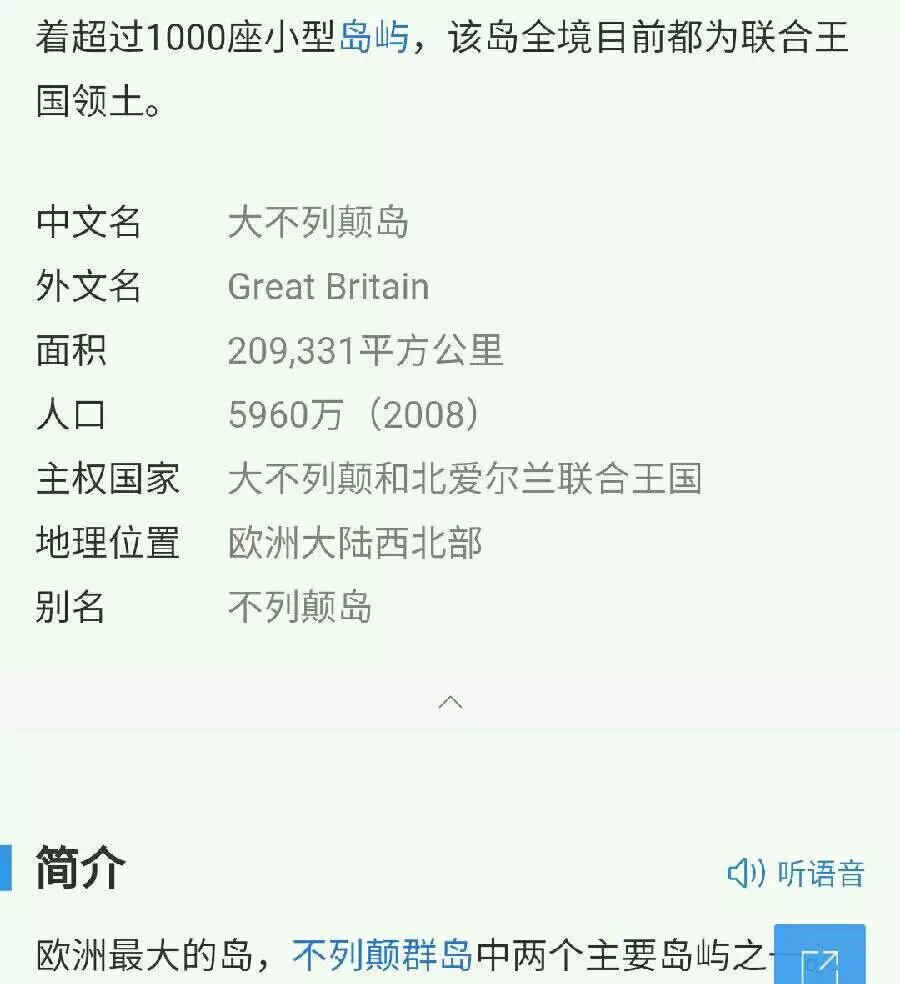 着超过1000座小型岛屿，该岛全境目前都为联合王
国领土。
中文名 大不列颠岛
外文名 Great Britain
面积 209,331平方公里
人口 5960万（2008）
主权国家 大不列颠和北爱尔兰联合王国
地理位置 欧洲大陆西北部
别名 不列颠岛
简介 听语音
欧洲最大的岛，不列颠群岛中两个主要岛屿之一